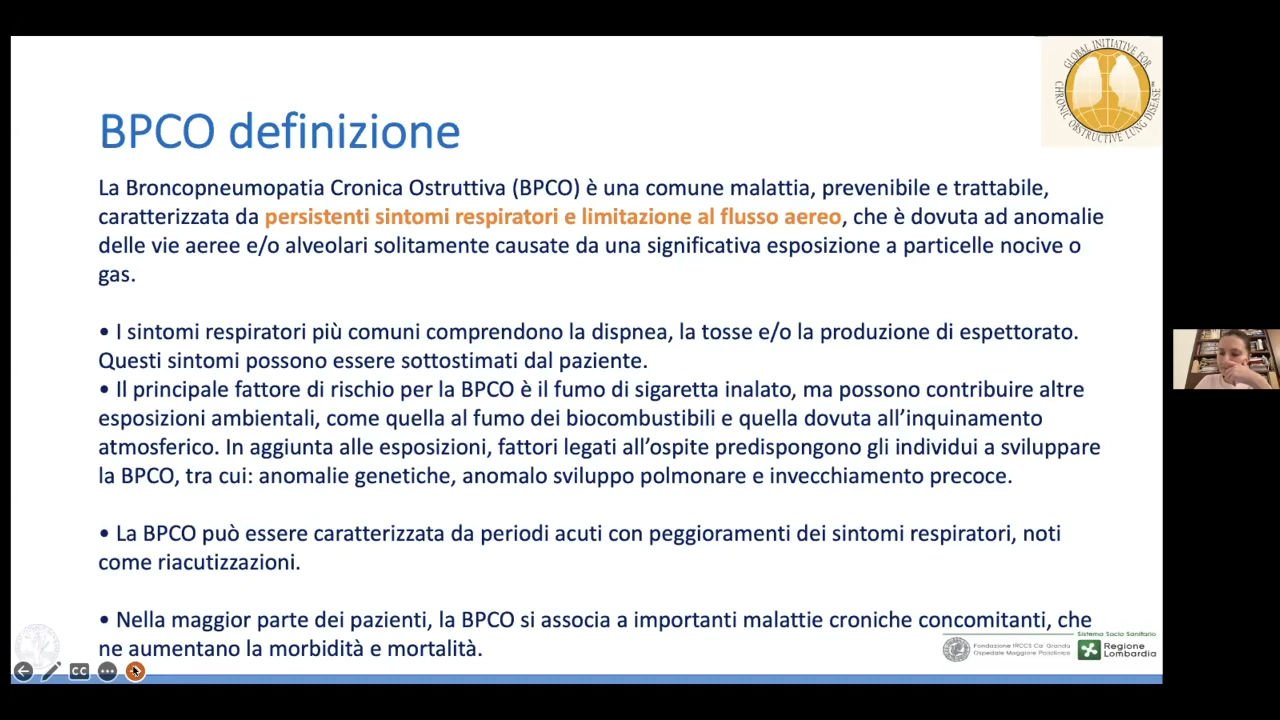 GLOBAL INITIATIVE FOR
CHRONIC OBSTRUCTIVE LUNG DISEASE
BPCO definizione
La Broncopneumopatia Cronica Ostruttiva (BPCO) è una comune malattia, prevenibile e trattabile,
caratterizzata da persistenti sintomi respiratori e limitazione al flusso aereo, che è dovuta ad anomalie
delle vie aeree e/o alveolari solitamente causate da una significativa esposizione a particelle nocive o
gas.
• I sintomi respiratori più comuni comprendono la dispnea, la tosse e/o la produzione di espettorato.
Questi sintomi possono essere sottostimati dal paziente.
• Il principale fattore di rischio per la BPCO è il fumo di sigaretta inalato, ma possono contribuire altre
esposizioni ambientali, come quella al fumo dei biocombustibili e quella dovuta all’inquinamento
atmosferico. In aggiunta alle esposizioni, fattori legati all’ospite predispongono gli individui a sviluppare
la BPCO, tra cui: anomalie genetiche, anomalo sviluppo polmonare e invecchiamento precoce.
• La BPCO può essere caratterizzata da periodi acuti con peggioramenti dei sintomi respiratori, noti
come riacutizzazioni.
• Nella maggior parte dei pazienti, la BPCO si associa a importanti malattie croniche concomitanti, che
ne aumentano la morbidità e mortalità.
Fondazione IRCCS Ca' Granda
Ospedale Maggiore Policlinico
Sistema Socio Sanitario
Regione
Lombardia
CC